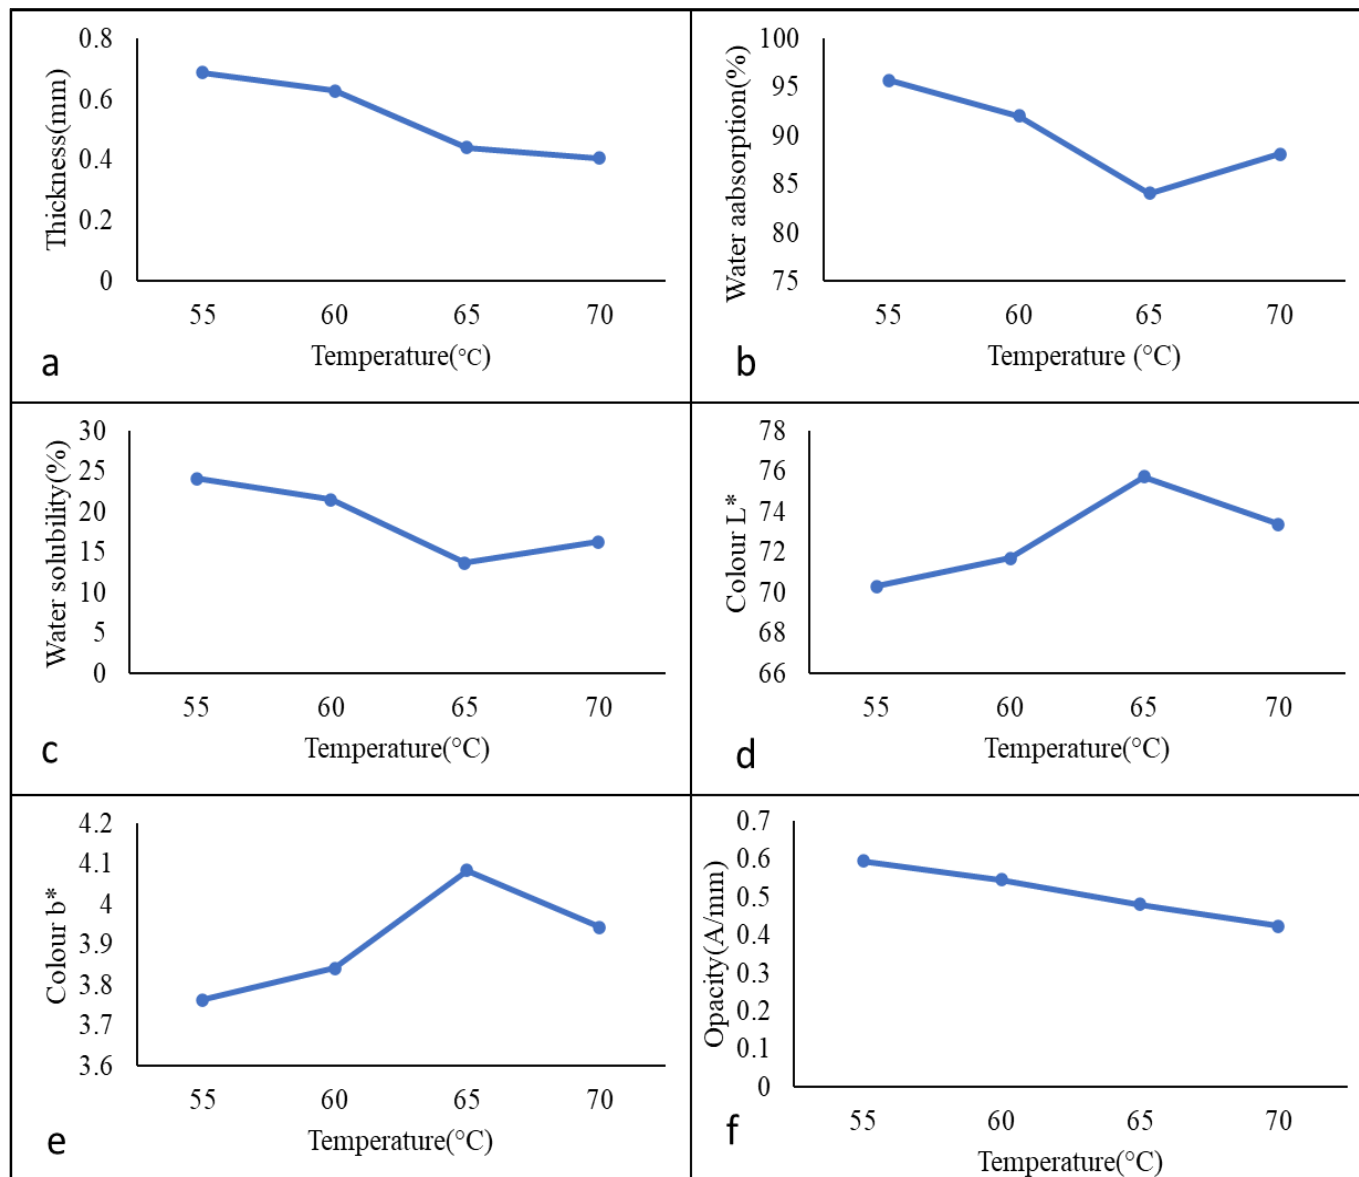 0.8
0.6
0.4
0.2
0
Thickness(mm)
55 60 65 70
Temperature(°C)
a
100
95
90
85
80
75
Water aabsorption(%)
55 60 65 70
Temperature (°C)
b
30
25
20
15
10
5
0
Water solubility(%)
55 60 65 70
Temperature(°C)
c
78
76
74
72
70
68
66
Colour L*
55 60 65 70
Temperature(°C)
d
4.2
4.1
4
3.9
3.8
3.7
3.6
Colour b*
55 60 65 70
Temperature(°C)
e
0.7
0.6
0.5
0.4
0.3
0.2
0.1
0
Opacity(A/mm)
55 60 65 70
Temperature(°C)
f